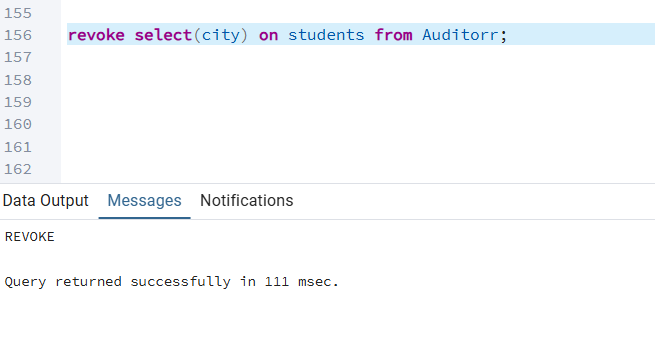 155
156 revoke select(city) on students from Auditorr;
157
158
159
160
161
162
Data Output Messages Notifications
REVOKE
Query returned successfully in 111 msec.